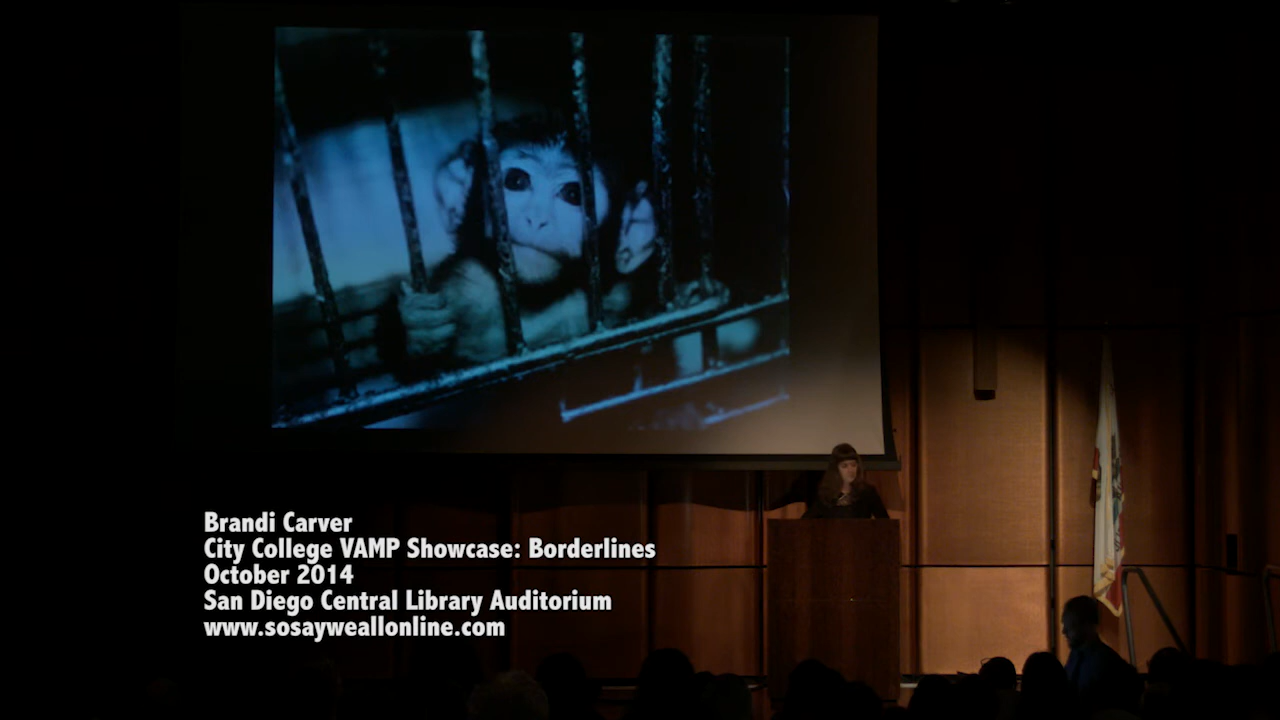 Brandi Carver
City College VAMP Showcase: Borderlines
October 2014
San Diego Central Library Auditorium
www.sosayweallonline.com